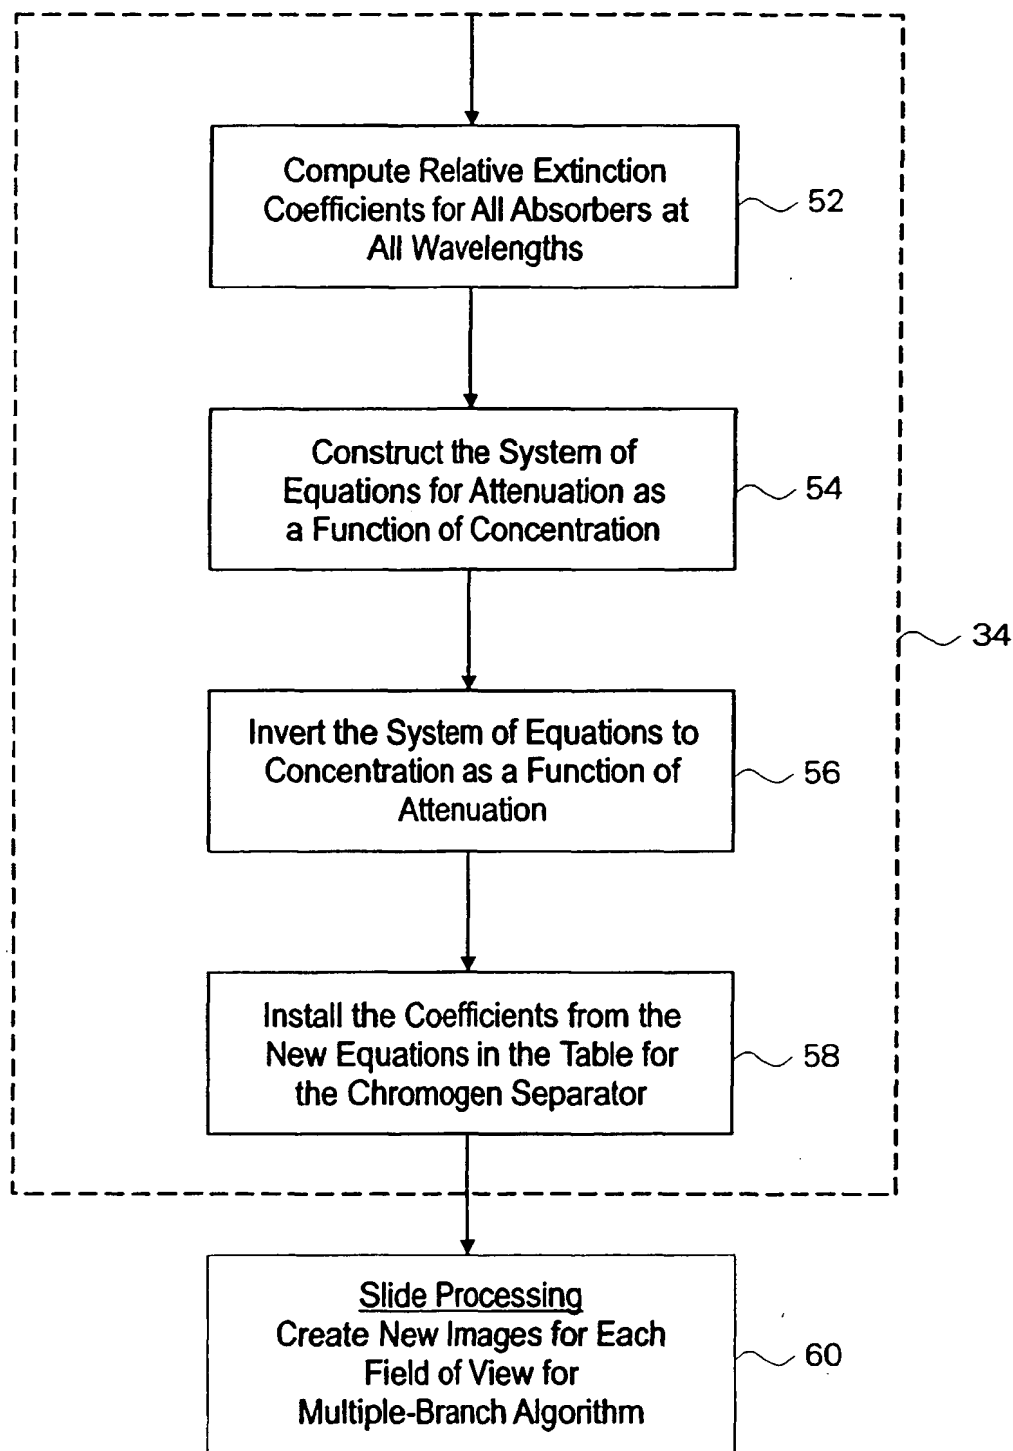 Compute Relative Extinction
Coefficients for All Absorbers at
All Wavelengths
52
Construct the System of
Equations for Attenuation as
a Function of Concentration
54
34
Invert the System of Equations to
Concentration as a Function of
Attenuation
56
Install the Coefficients from the
New Equations in the Table for
the Chromogen Separator
58
Slide Processing
Create New Images for Each
Field of View for
Multiple-Branch Algorithm
60